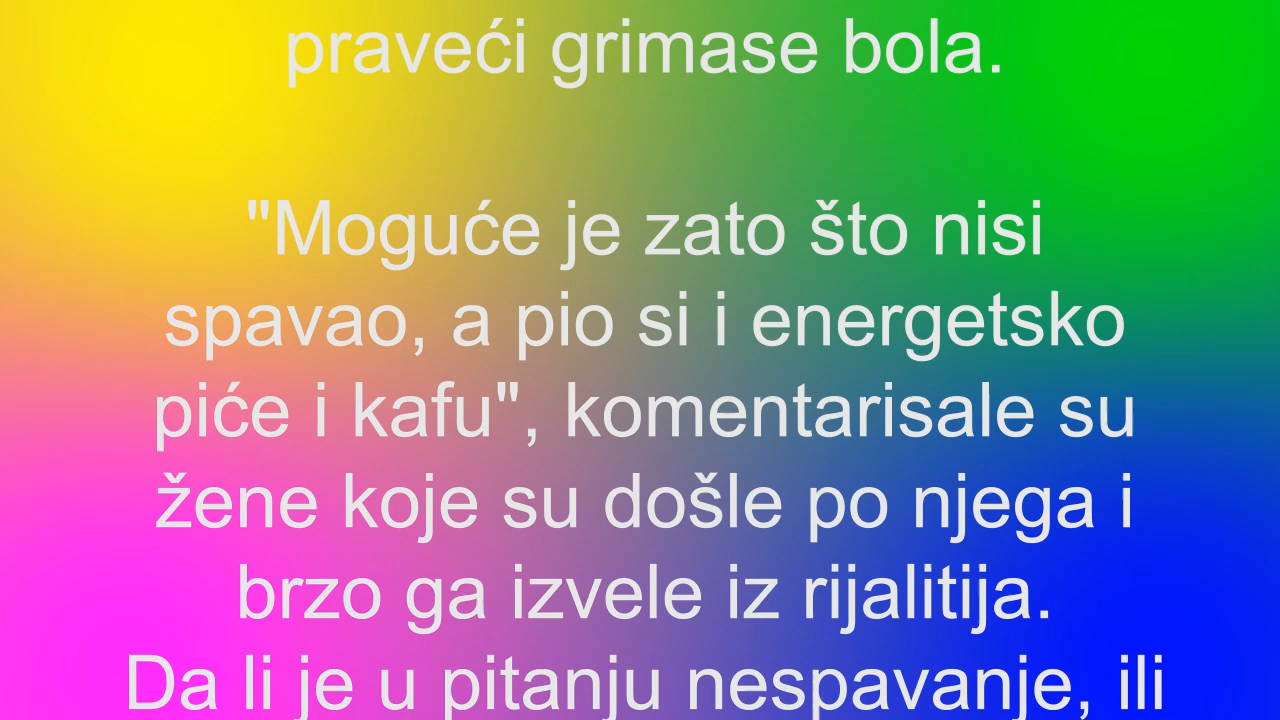 praveći grimase bola.
"Moguće je zato što nisi
spavao, a pio si i energetsko
piće i kafu", komentarisale su
žene koje su došle po njega i
brzo ga izvele iz rijalitija.
Da li je u pitanju nespavanje, ili